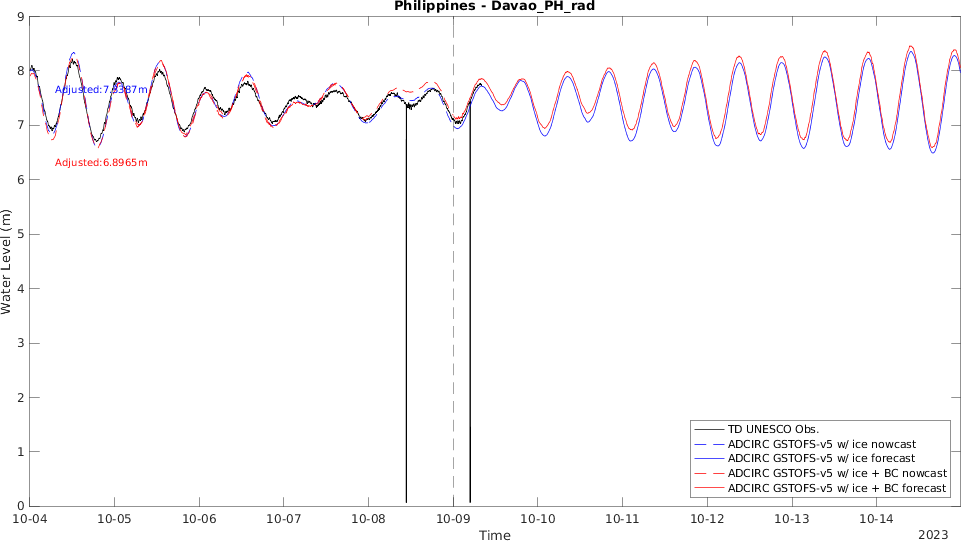 Philippines - Davao_PH_rad
9
8
7
6
5
4
3
2
1
0
Water Level (m)
Adjusted:6.8965m
TD UNESCO Obs.
ADCIRC GSTOFS-v5 w/ ice nowcast
ADCIRC GSTOFS-v5 w/ ice forecast
ADCIRC GSTOFS-v5 w/ ice + BC nowcast
ADCIRC GSTOFS-v5 w/ ice + BC forecast
10-04 10-05 10-06 10-07 10-08 10-09 10-10 10-11 10-12 10-13 10-14
Time
2023